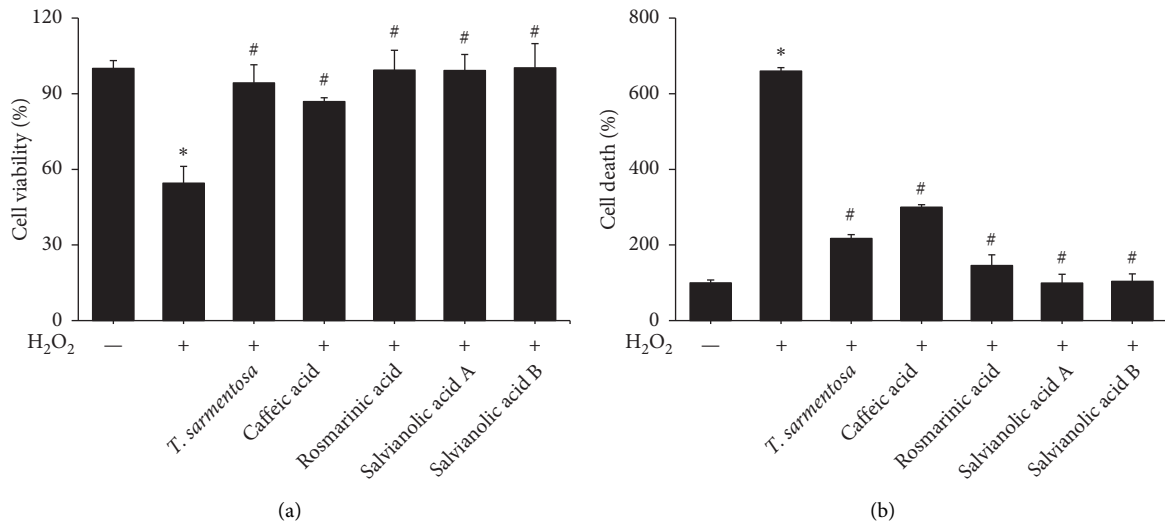 120
90
60
30
0
Cell viability (%)
* # # # # #
H₂O₂ — + + + + + +
T. sarmentosa
Caffeic acid
Rosmarinic acid
Salvianolic acid A
Salvianolic acid B
(a)
800
600
400
200
0
Cell death (%)
* # # # # #
H₂O₂ — + + + + + +
T. sarmentosa
Caffeic acid
Rosmarinic acid
Salvianolic acid A
Salvianolic acid B
(b)